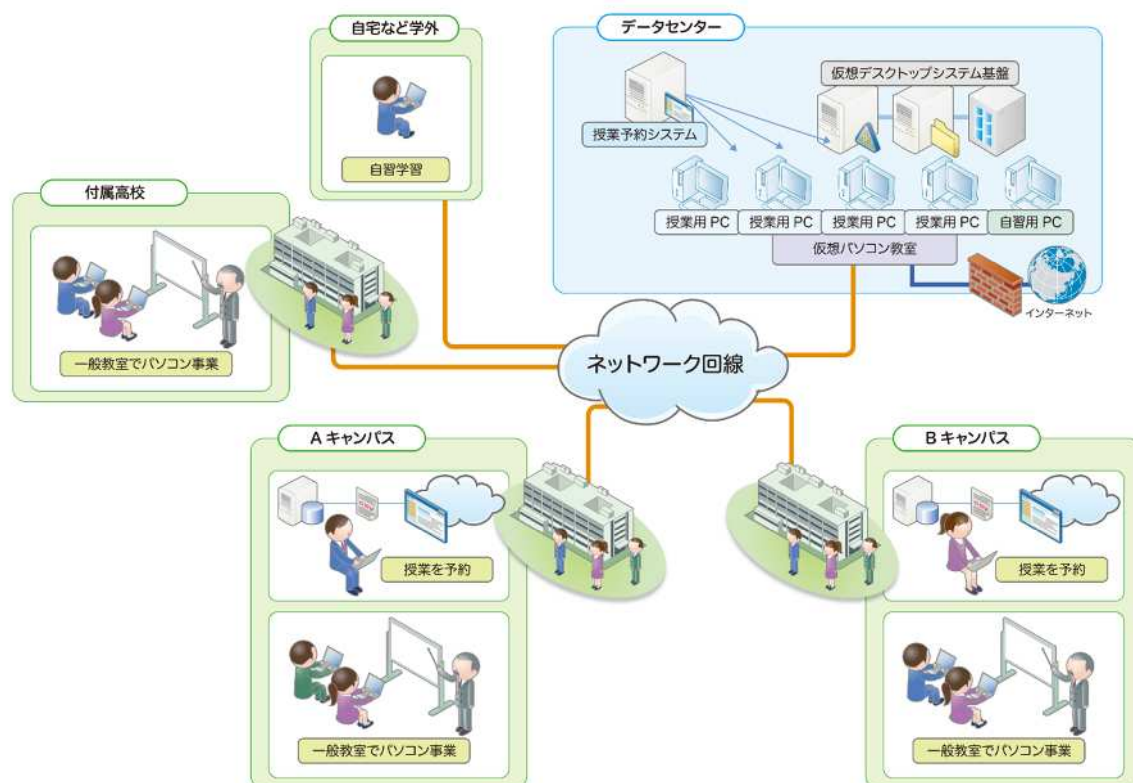 自宅など学外
自習学習
データセンター
仮想デスクトップシステム基盤
授業予約システム
授業用 PC
授業用 PC
授業用 PC
授業用 PC
自習用 PC
仮想パソコン教室
インターネット
付属高校
一般教室でパソコン事業
ネットワーク回線
A キャンパス
授業を予約
一般教室でパソコン事業
B キャンパス
授業を予約
一般教室でパソコン事業